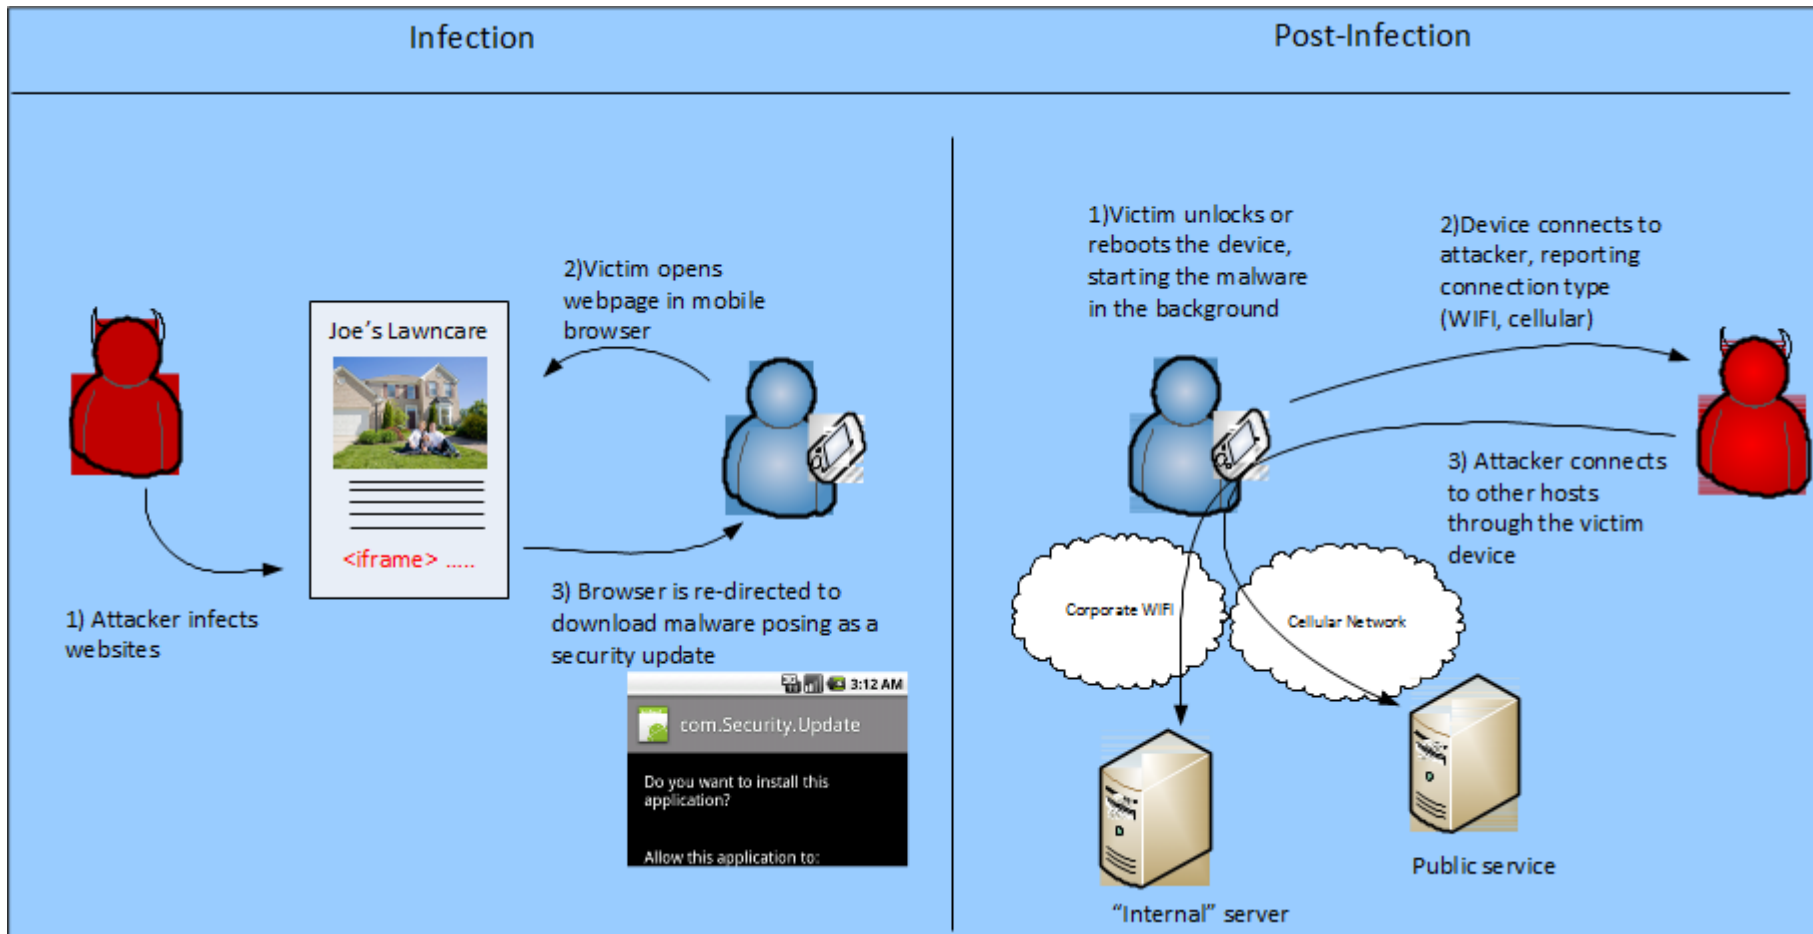 Infection
Post-Infection
1) Attacker infects
websites
Joe's Lawncare
<iframe> .....
2)Victim opens
webpage in mobile
browser
3) Browser is re-directed to
download malware posing as a
security update
3:12 AM
com.Security.Update
Do you want to install this
application?
Allow this application to:
1)Victim unlocks or
reboots the device,
starting the malware
in the background
2)Device connects to
attacker, reporting
connection type
(WIFI, cellular)
3) Attacker connects
to other hosts
through the victim
device
Corporate WIFI
Cellular Network
“Internal” server
Public service